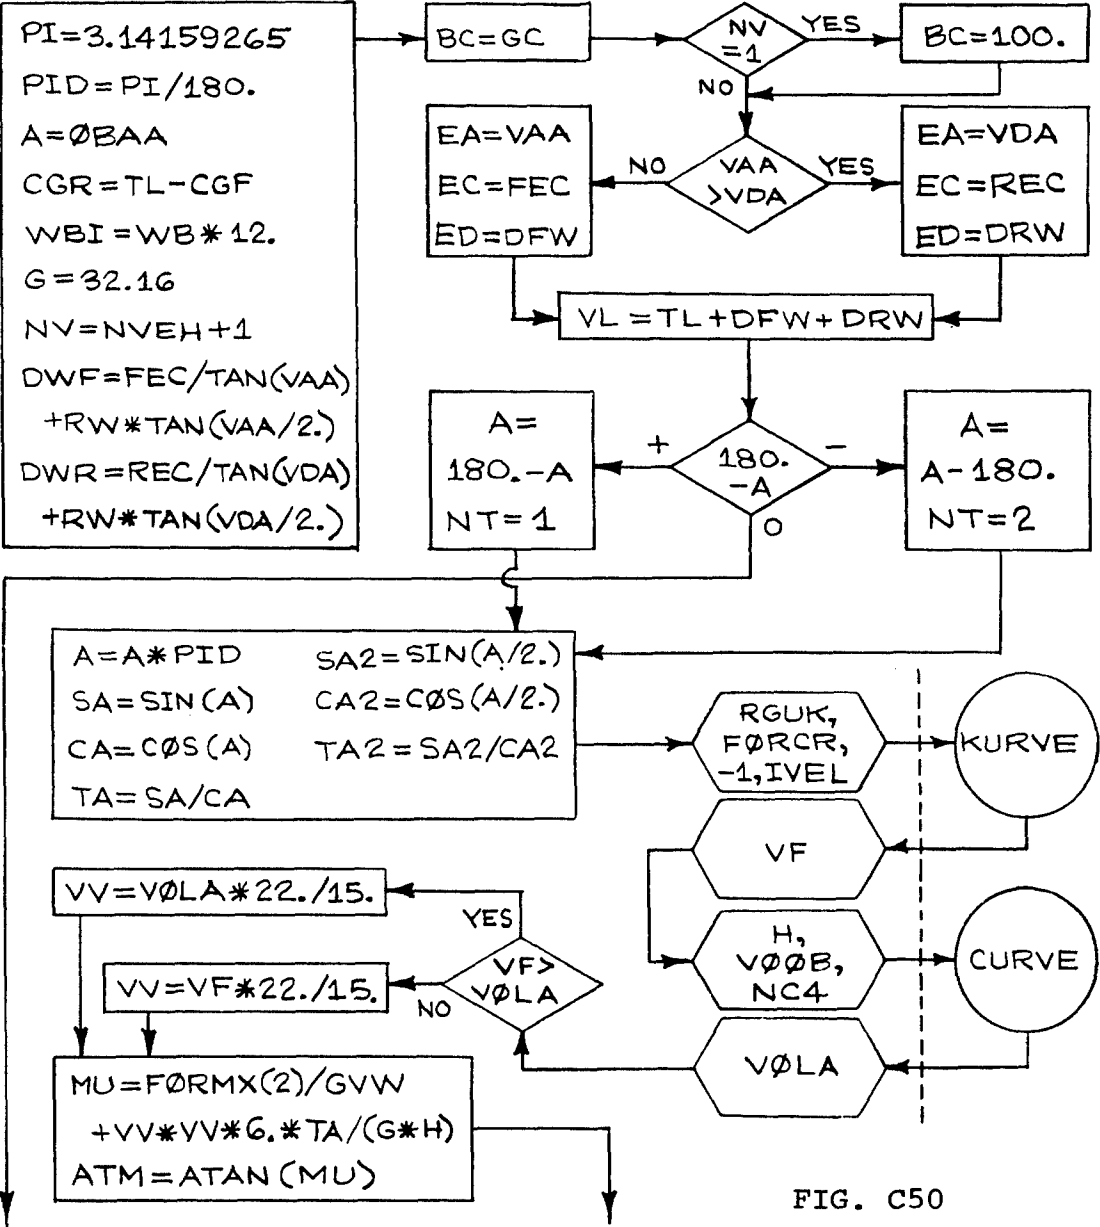 PI=3.14159265
PID=PI/180.
A=ØBAA
CGR=TL-CGF
WBI=WB*12.
G=32.16
NV=NVEH+1
DWF=FEC/TAN(VAA)
+RW*TAN(VAA/2.)
DWR=REC/TAN(VDA)
+RW*TAN(VDA/2.)
BC=GC
NV
=1
YES
NO
BC=100.
EA=VAA
EC=FEC
ED=DFW
NO
VAA
>VDA
YES
EA=VDA
EC=REC
ED=DRW
VL=TL+DFW+DRW
A=
180.-A
NT=1
+
180.
-A
-
O
A=
A-180.
NT=2
A=A*PID
SA=SIN(A)
CA=CØS(A)
TA=SA/CA
SA2=SIN(A/2.)
CA2=CØS(A/2.)
TA2=SA2/CA2
RGUK,
FØRCR,
-1,IVEL
KURVE
VF
H,
VØØB,
NC4
CURVE
VØLA
VF>
VØLA
YES
NO
VV=VØLA*22./15.
VV=VF*22./15.
MU=FØRMX(2)/GVW
+VV*VV*6.*TA/(G*H)
ATM=ATAN(MU)
FIG. C50